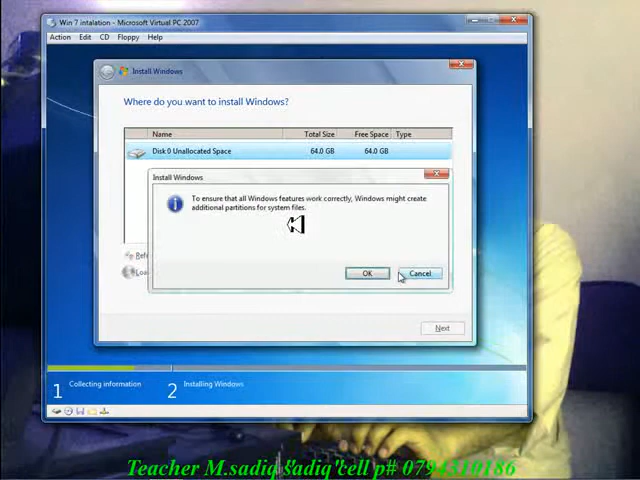 Win 7 intalation - Microsoft Virtual PC 2007
Action Edit CD Floppy Help
Install Windows
Where do you want to install Windows?
Name Total Size Free Space Type
Disk 0 Unallocated Space 64.0 GB 64.0 GB
Install Windows
To ensure that all Windows features work correctly, Windows might create
additional partitions for system files.
OK Cancel
Next
1 Collecting information 2 Installing Windows
Teacher M.sadiq"sadiq"cell p# 0794310186